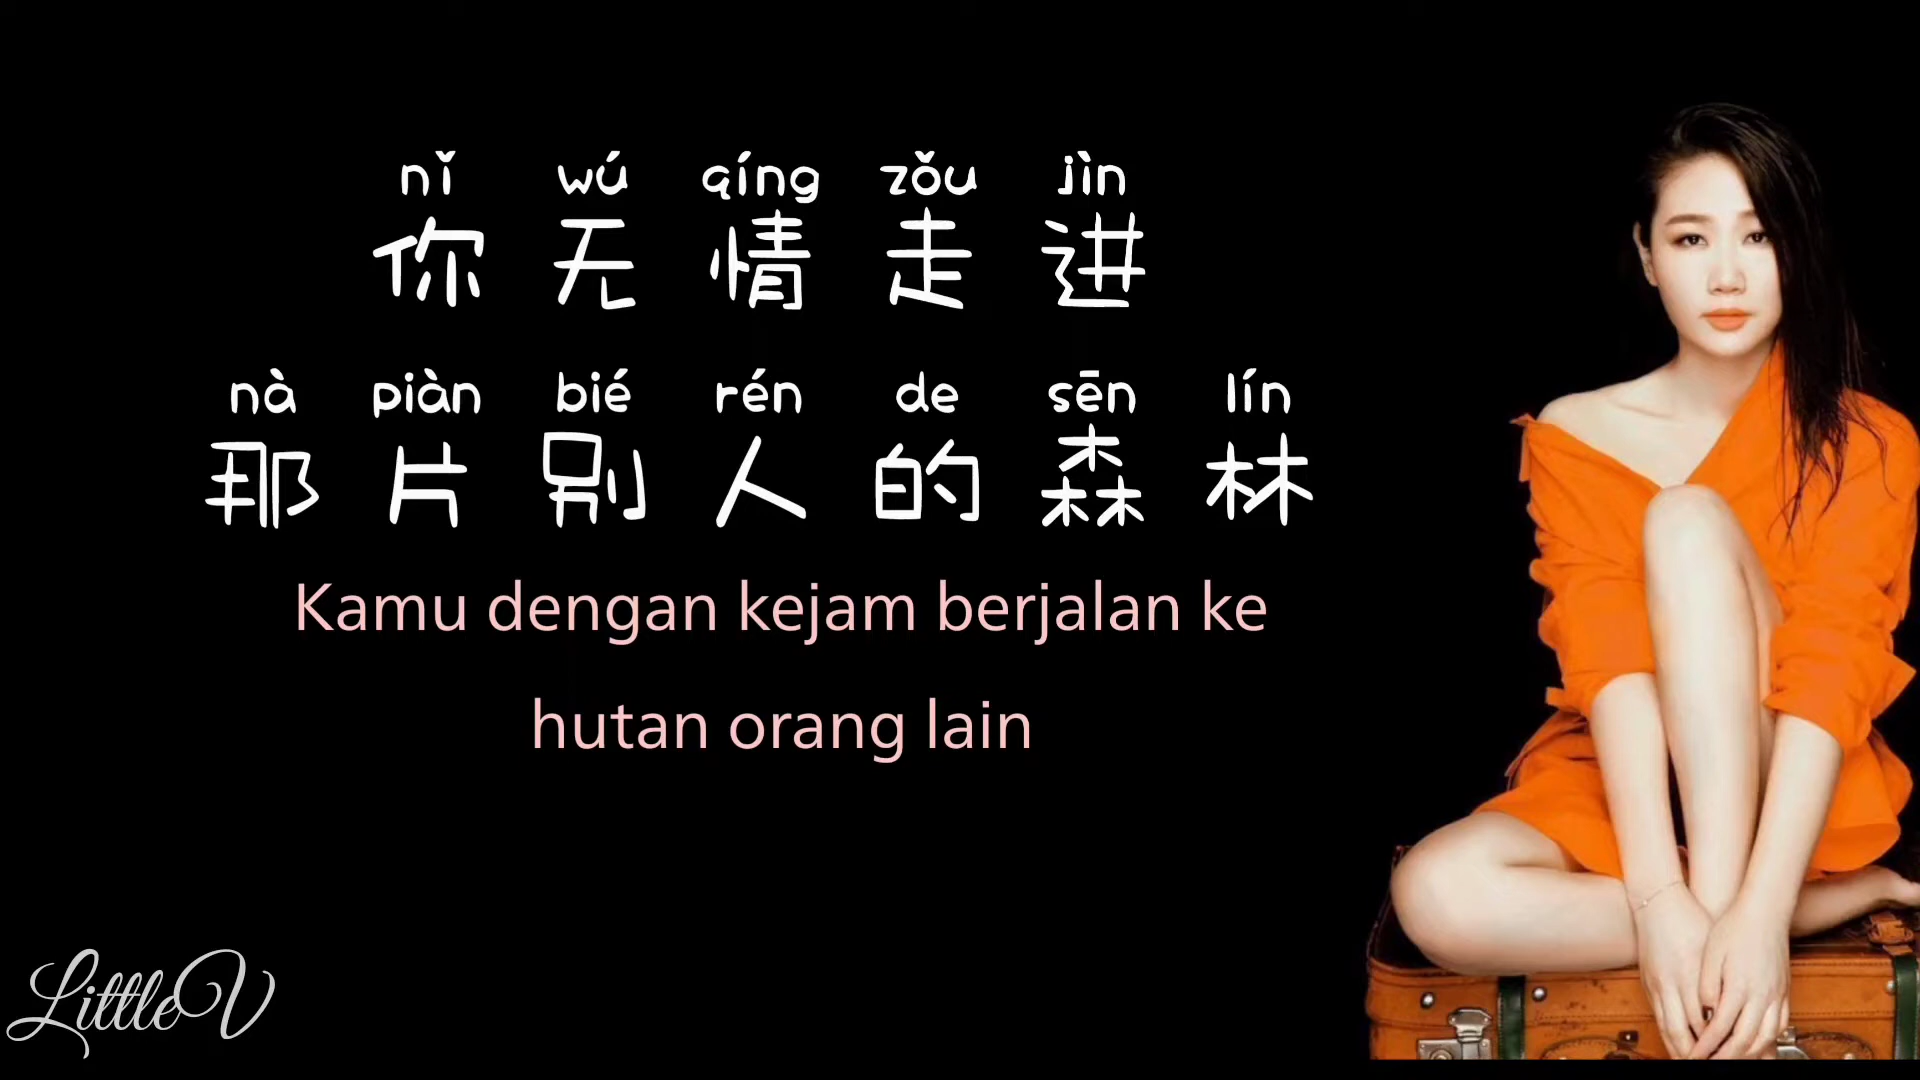 nǐ wú qíng zǒu jìn
你 无 情 走 进
nà piàn bié rén de sēn lín
那 片 别 人 的 森 林
Kamu dengan kejam berjalan ke
hutan orang lain
LittleV